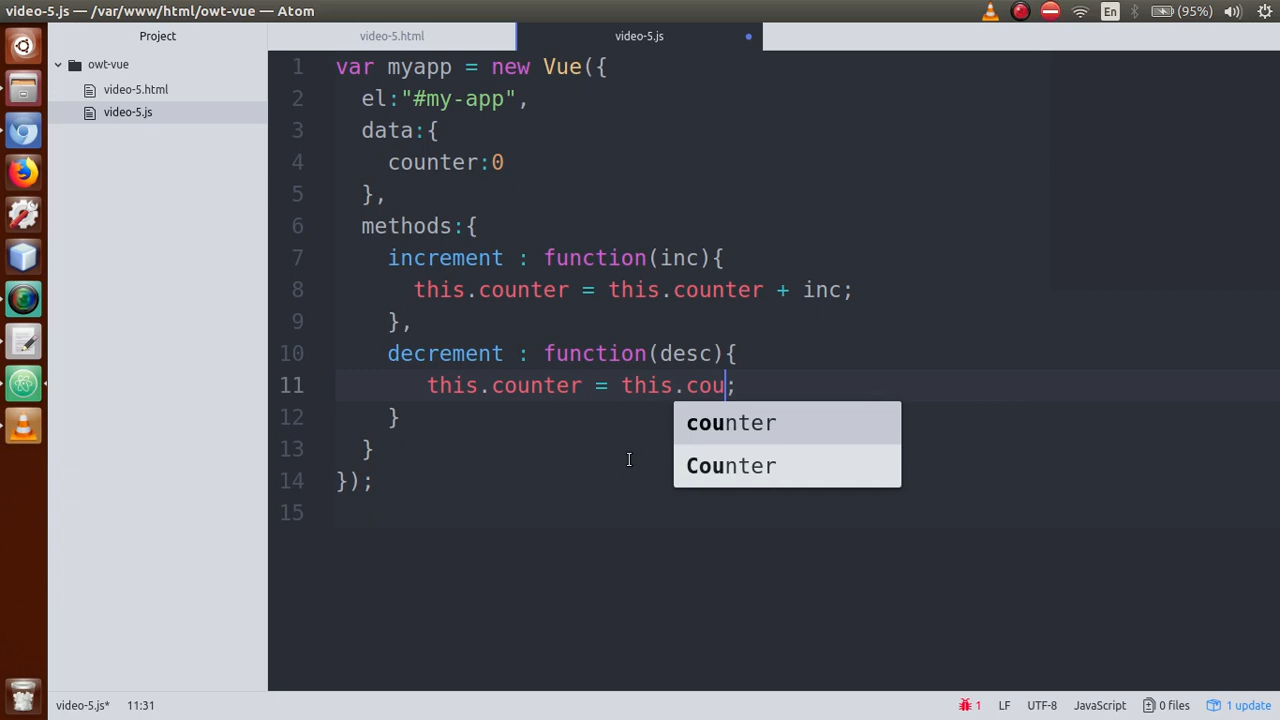 video-5.js — /var/www/html/owt-vue — Atom
En
(95%)
Project
video-5.html
video-5.js
owt-vue
video-5.html
video-5.js
1 var myapp = new Vue({
2 el:"#my-app",
3 data:{
4 counter:0
5 },
6 methods:{
7 increment : function(inc){
8 this.counter = this.counter + inc;
9 },
10 decrement : function(desc){
11 this.counter = this.cou;
counter
Counter
12 }
13 }
14 });
15
video-5.js* 11:31
1 LF UTF-8 JavaScript 0 files 1 update